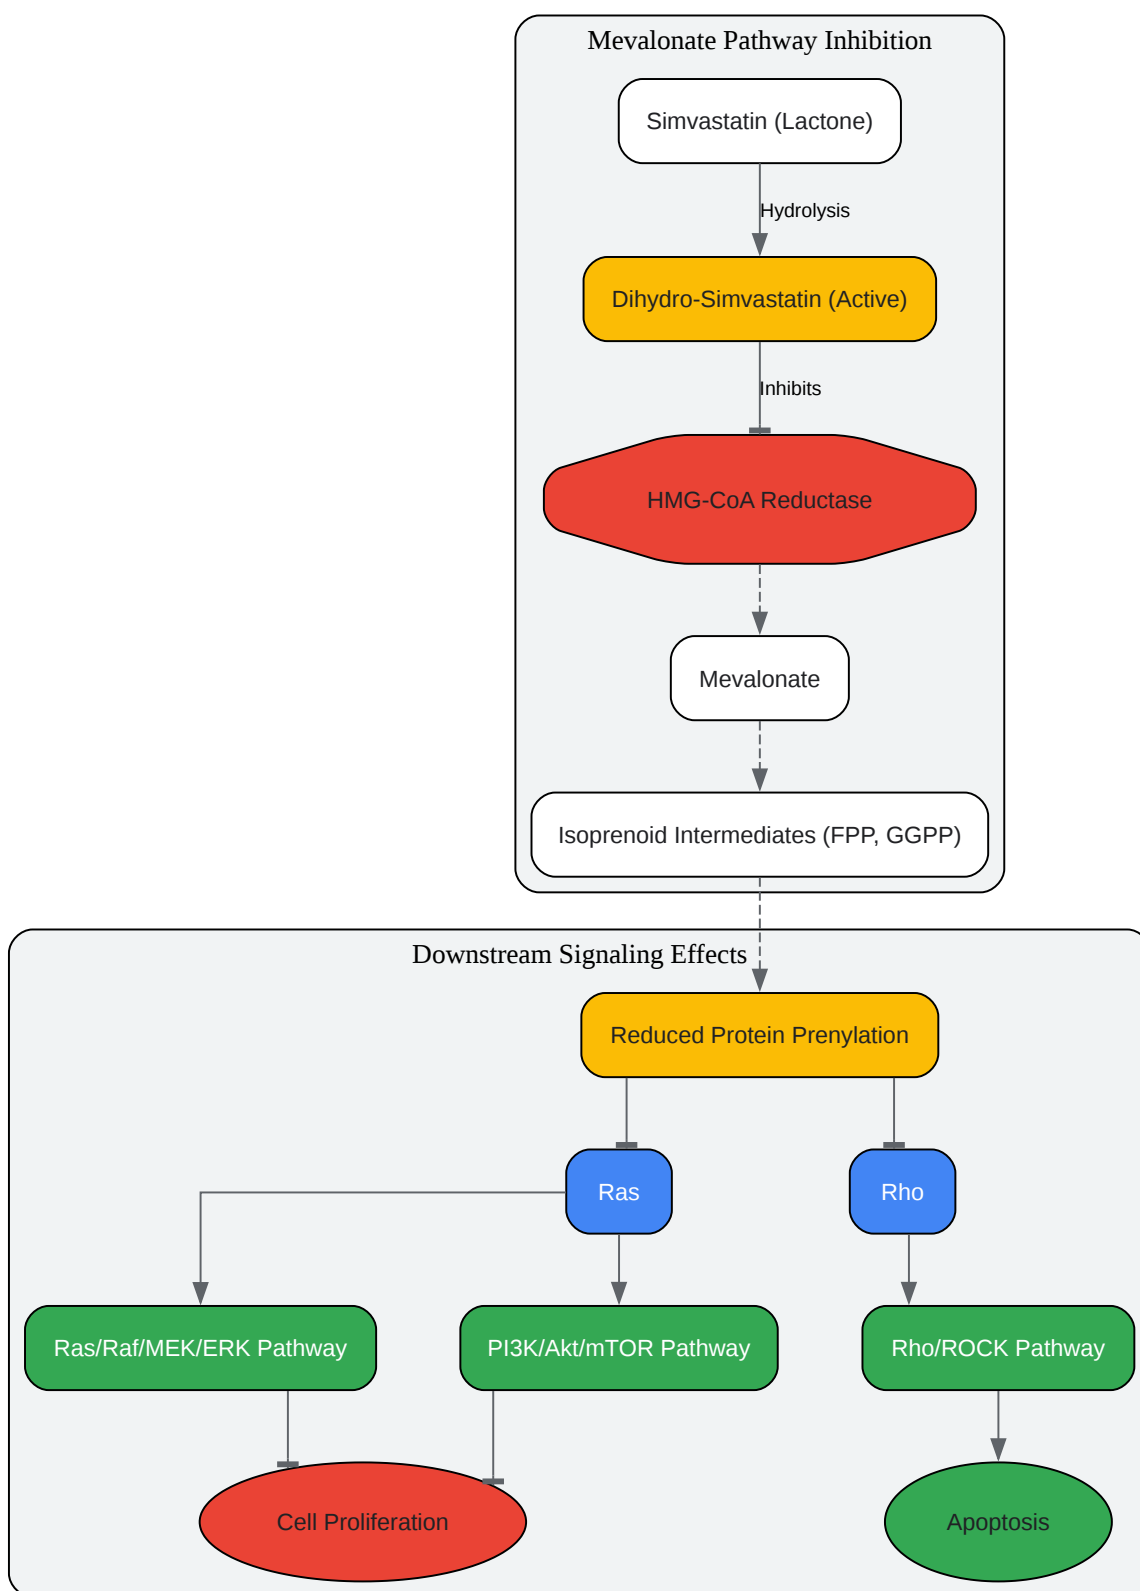 Mevalonate Pathway Inhibition
Simvastatin (Lactone)
Hydrolysis
Dihydro-Simvastatin (Active)
Inhibits
HMG-CoA Reductase
Mevalonate
Isoprenoid Intermediates (FPP, GGPP)
Downstream Signaling Effects
Reduced Protein Prenylation
Ras
Rho
Ras/Raf/MEK/ERK Pathway
PI3K/Akt/mTOR Pathway
Rho/ROCK Pathway
Cell Proliferation
Apoptosis